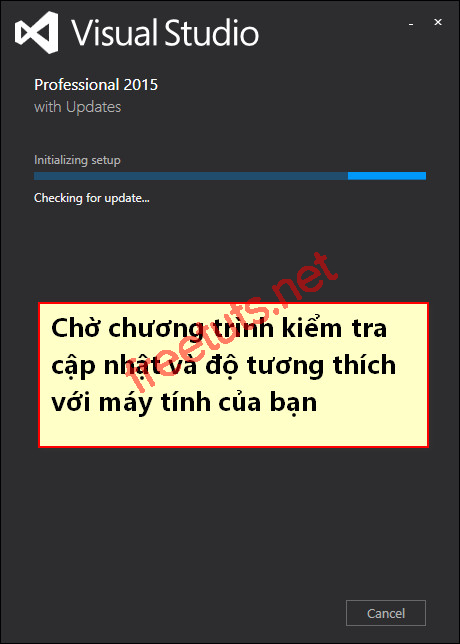 Visual Studio
Professional 2015
with Updates
Initializing setup
Checking for update...
Chờ chương trình kiểm tra
cập nhật và độ tương thích
với máy tính của bạn
freetuts.net
Cancel